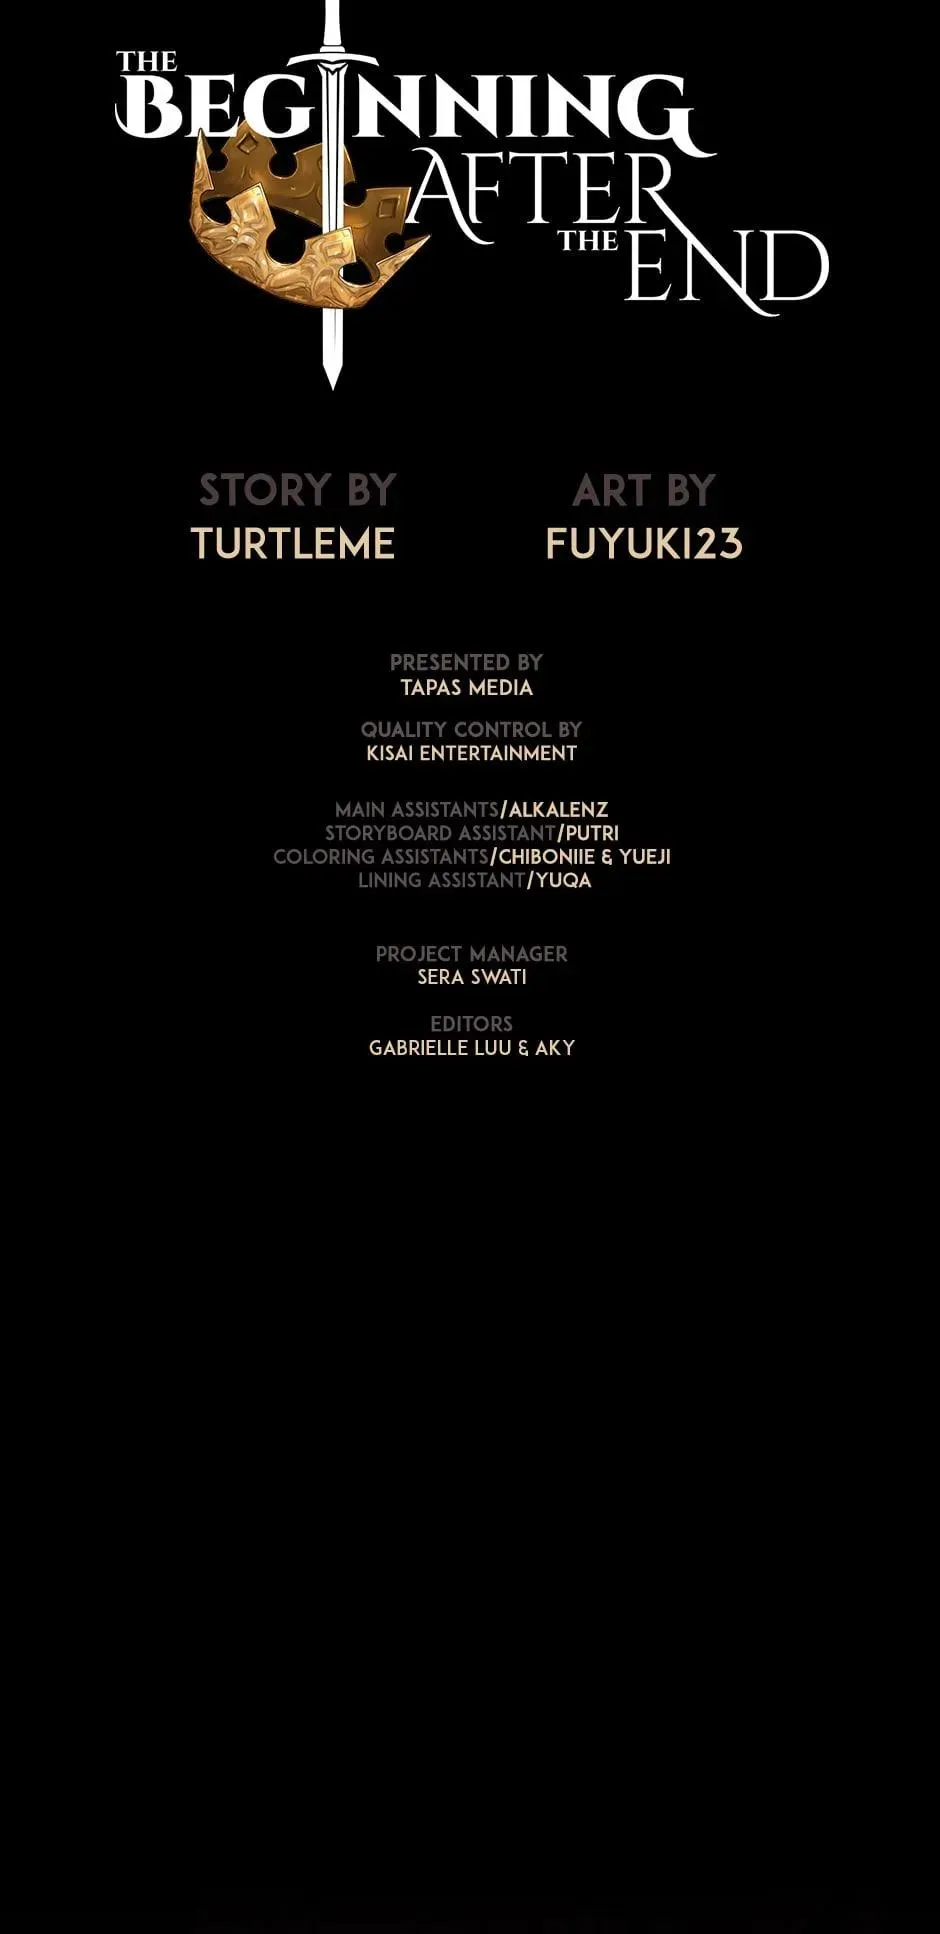 THE
BEGINNING
AFTER
THE END
STORY BY
TURTLEME
ART BY
FUYUKI23
PRESENTED BY
TAPAS MEDIA
QUALITY CONTROL BY
KISAI ENTERTAINMENT
MAIN ASSISTANTS/ALKALENZ
STORYBOARD ASSISTANT/PUTRI
COLORING ASSISTANTS/CHIBONIIE & YUEJI
LINING ASSISTANT/YUQA
PROJECT MANAGER
SERA SWATI
EDITORS
GABRIELLE LUU & AKY